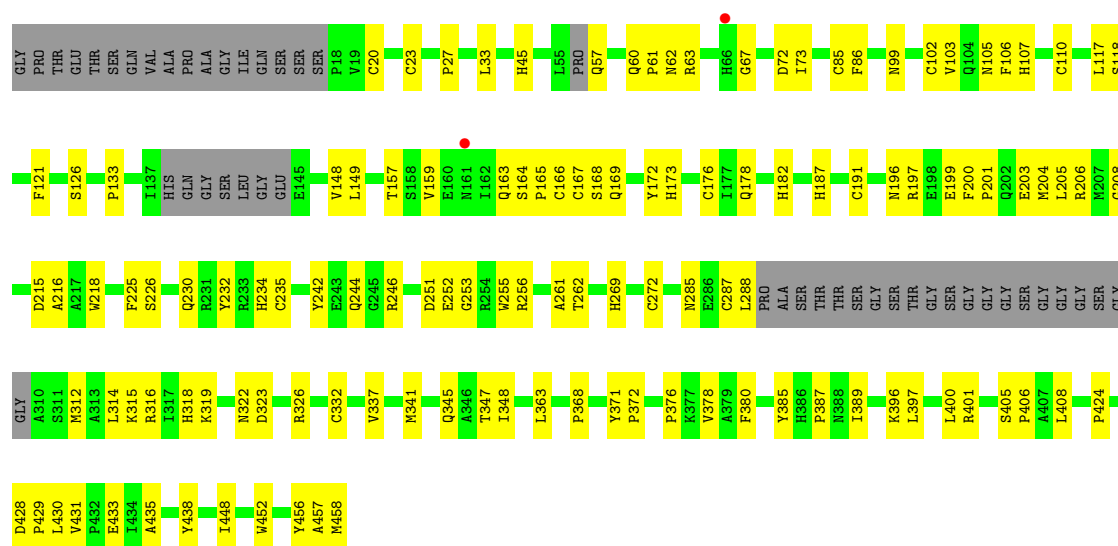 GLY PRO THR GLU THR SER GLN VAL ALA PRO ALA GLY ILE GLN SER SER SER P18 V19 C20 C23 P27 L33 H45 L55 PRO Q57 Q60 P61 N62 R63 H66 G67 D72 I73 C85 F86 N99 C102 V103 Q104 N105 F106 H107 C110 L117 S118
F121 S126 P133 I137 HIS GLN GLY SER LEU GLY GLU E145 V148 L149 T157 S158 V159 E160 N161 I162 Q163 S164 P165 C166 C167 S168 Q169 Y172 H173 C176 I177 Q178 H182 H187 C191 N196 R197 E198 E199 F200 P201 Q202 E203 M204 L205 R206 M207 C208
D215 A216 A217 W218 F225 S226 Q230 R231 Y232 R233 H234 C235 Y242 E243 Q244 G245 R246 D251 E252 G253 R254 W255 R256 A261 T262 H269 C272 N285 E286 C287 L288 PRO ALA SER THR THR SER GLY SER THR GLY SER GLY GLY GLY SER GLY GLY GLY GLY SER GLY
GLY A310 S311 M312 A313 L314 K315 R316 I317 H318 K319 N322 D323 R326 C332 V337 M341 Q345 A346 T347 I348 L363 P368 Y371 P372 P376 K377 V378 A379 F380 Y385 H386 P387 N388 I389 K396 L397 L400 R401 S405 P406 A407 L408 P424
D428 P429 L430 V431 P432 E433 I434 A435 Y438 I448 W452 Y456 A457 M458